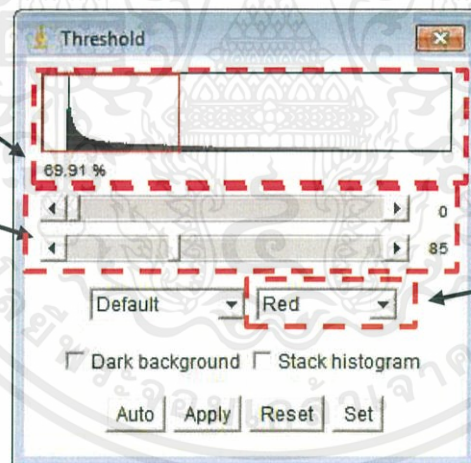 Threshold
69.91 %
0
85
Default Red
Dark background Stack histogram
Auto Apply Reset Set